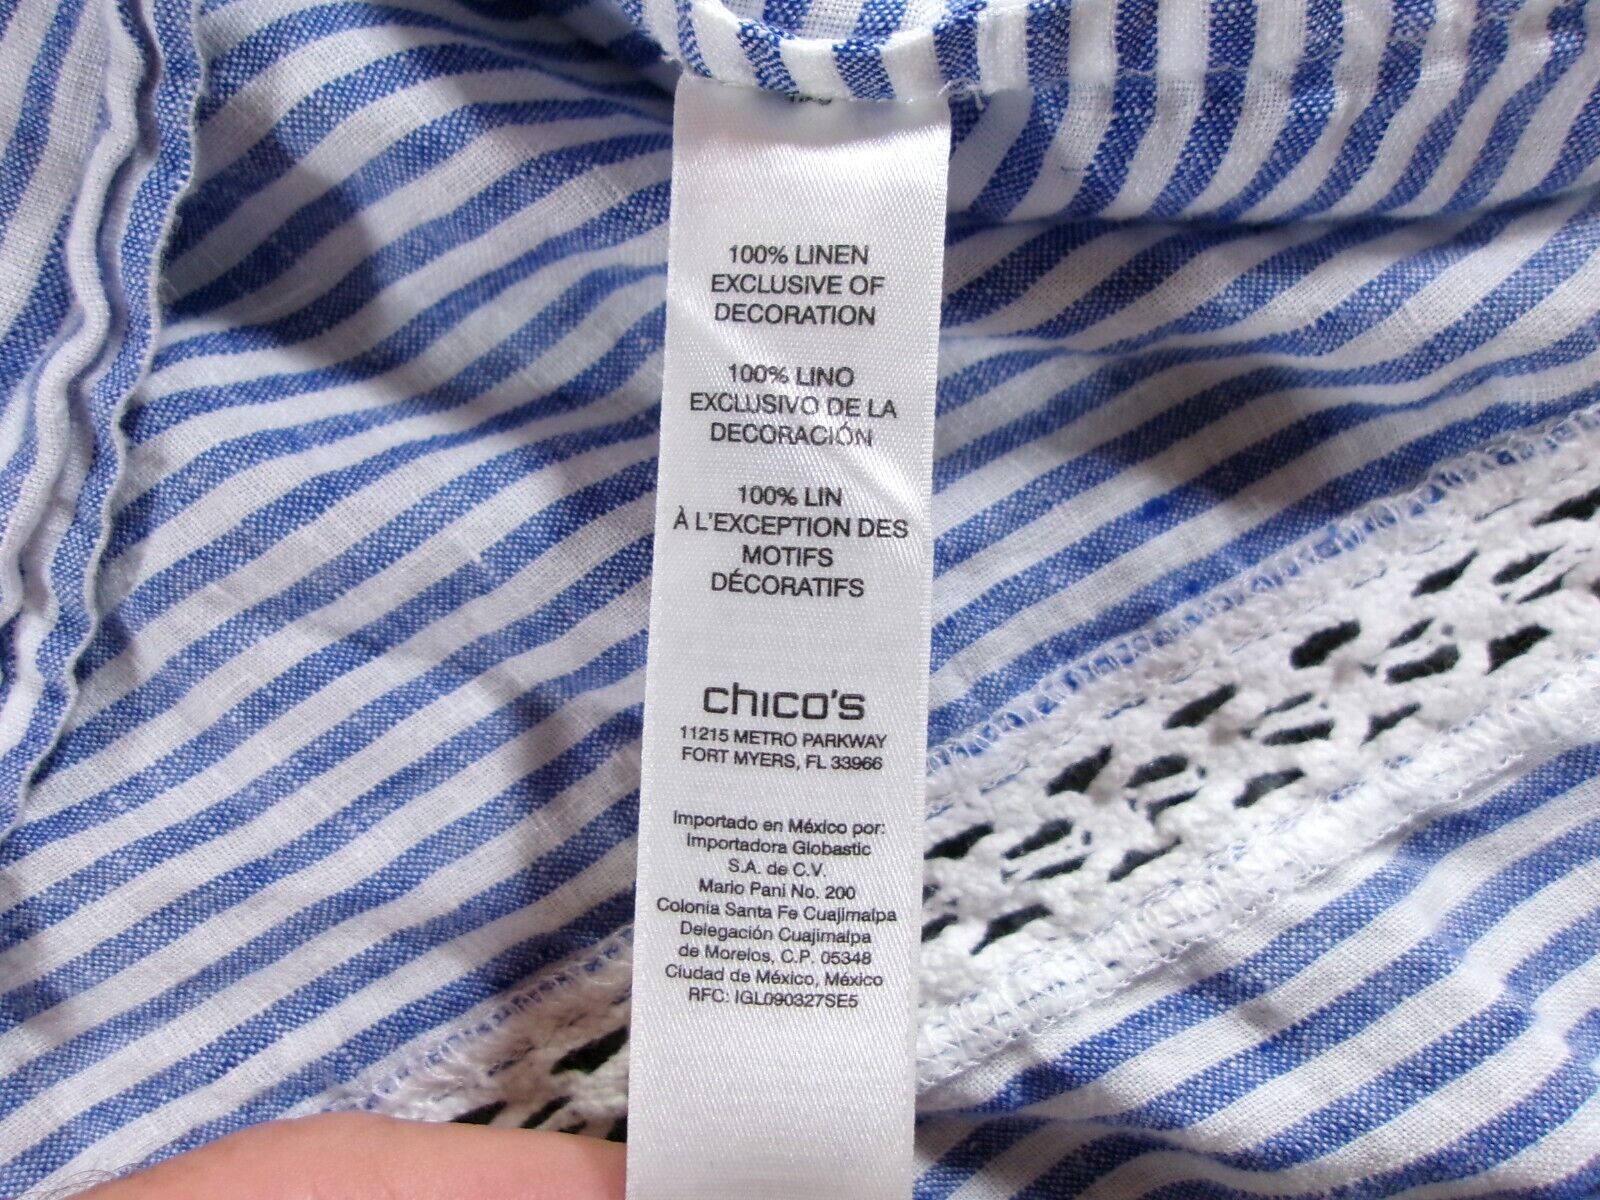 100% LINEN
EXCLUSIVE OF
DECORATION
100% LINO
EXCLUSIVO DE LA
DECORACIÓN
100% LIN
À L'EXCEPTION DES
MOTIFS
DÉCORATIFS
chico's
11215 METRO PARKWAY
FORT MYERS, FL 33966
Importado en México por:
Importadora Globastic
S.A. de C.V.
Mario Pani No. 200
Colonia Santa Fe Cuajimalpa
Delegación Cuajimalpa
de Morelos, C.P. 05348
Ciudad de México, México
RFC: IGL090327SE5